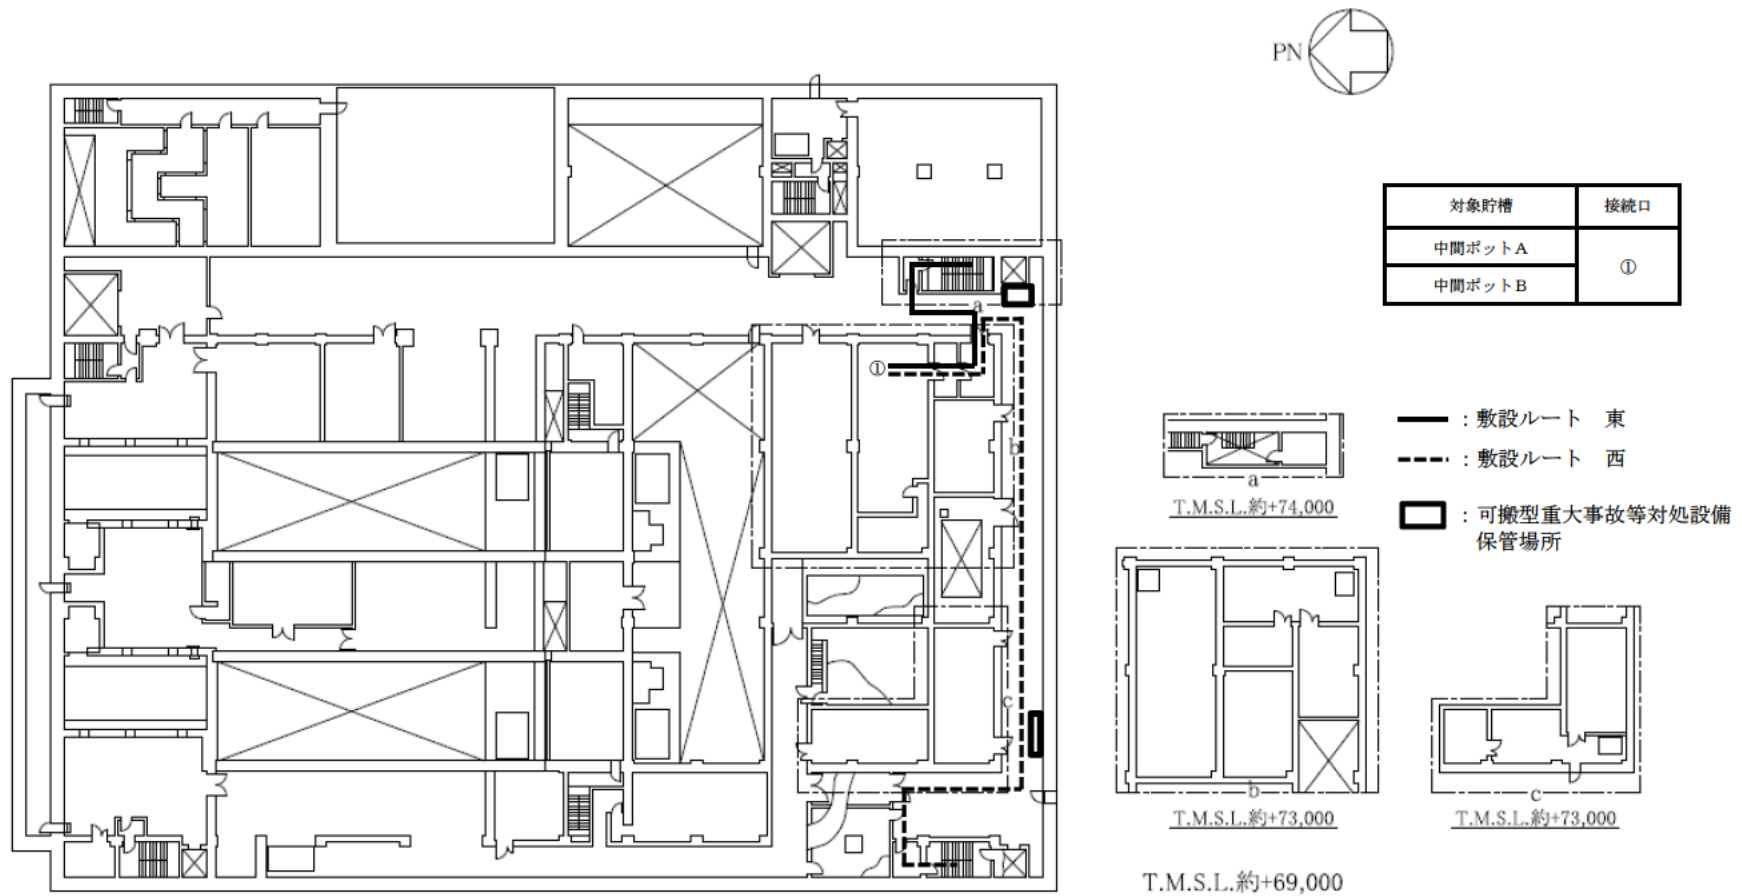 PN
対象貯槽 接続口
中間ポットA
①
中間ポットB
a
①
b
c
━━ : 敷設ルート 東
: 敷設ルート 西
: 可搬型重大事故等対処設備
保管場所
a
T.M.S.L.約+74,000
b
T.M.S.L.約+73,000
c
T.M.S.L.約+73,000
T.M.S.L.約+69,000